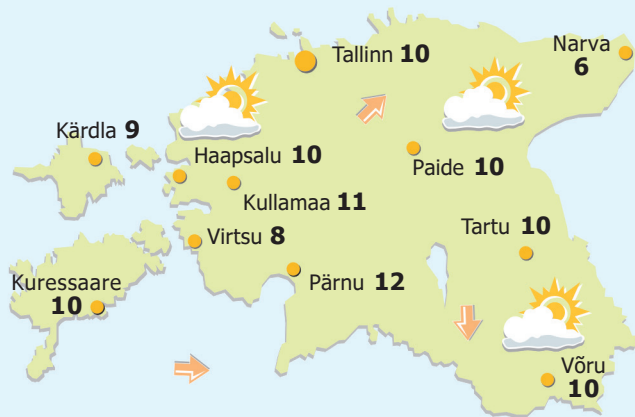 Tallinn 10
Narva
6
Kärdla 9
Haapsalu 10
Paide 10
Kullamaa 11
Tartu 10
Virtsu 8
Kuressaare
10
Pärnu 12
Võru
10